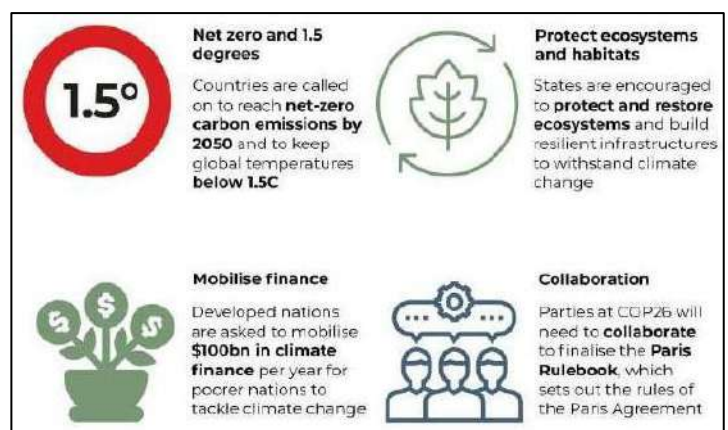 1.5°
Net zero and 1.5
degrees
Countries are called
on to reach net-zero
carbon emissions by
2050 and to keep
global temperatures
below 1.5C
Protect ecosystems
and habitats
States are encouraged
to protect and restore
ecosystems and build
resilient infrastructures
to withstand climate
change
$ $ $
Mobilise finance
Developed nations
are asked to mobilise
$100bn in climate
finance per year for
poorer nations to
tackle climate change
Collaboration
Parties at COP26 will
need to collaborate
to finalise the Paris
Rulebook, which
sets out the rules of
the Paris Agreement